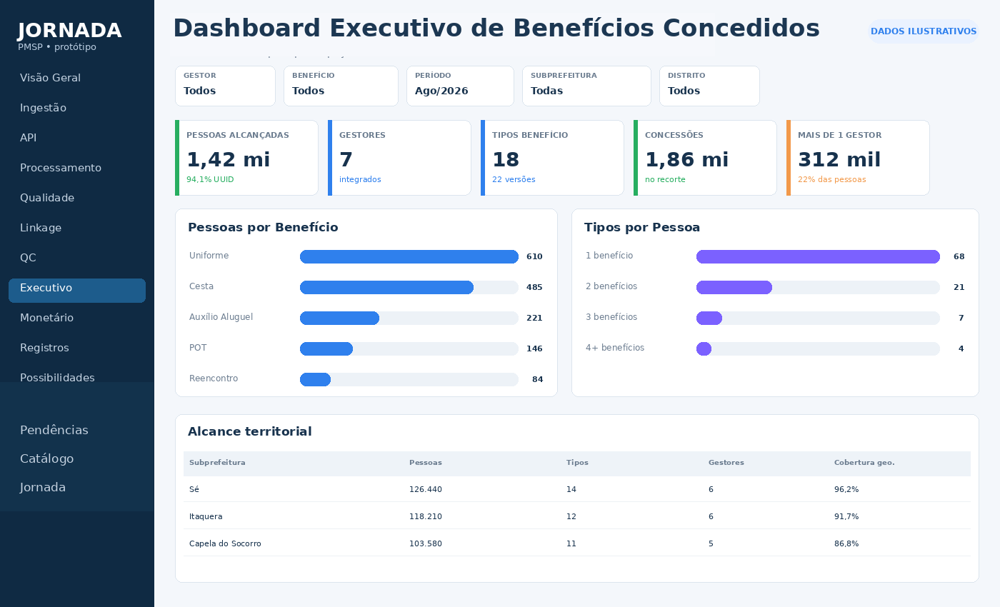 JORNADA
PMSP • protótipo
Visão Geral
Ingestão
API
Processamento
Qualidade
Linkage
QC
Executivo
Monetário
Registros
Possibilidades
Pendências
Catálogo
Jornada
Dashboard Executivo de Benefícios Concedidos
DADOS ILUSTRATIVOS
GESTOR
Todos
BENEFÍCIO
Todos
PERÍODO
Ago/2026
SUBPREFEITURA
Todas
DISTRITO
Todos
PESSOAS ALCANÇADAS
1,42 mi
94,1% UUID
GESTORES
7
integrados
TIPOS BENEFÍCIO
18
22 versões
CONCESSÕES
1,86 mi
no recorte
MAIS DE 1 GESTOR
312 mil
22% das pessoas
Pessoas por Benefício
Uniforme 610
Cesta 485
Auxílio Aluguel 221
POT 146
Reencontro 84
Tipos por Pessoa
1 benefício 68
2 benefícios 21
3 benefícios 7
4+ benefícios 4
Alcance territorial
Subprefeitura Pessoas Tipos Gestores Cobertura geo.
Sé 126.440 14 6 96,2%
Itaquera 118.210 12 6 91,7%
Capela do Socorro 103.580 11 5 86,8%